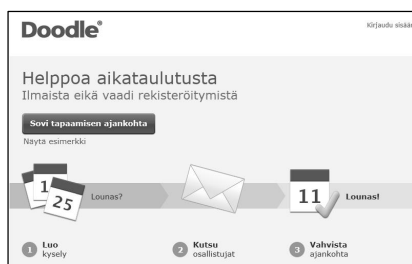 Doodle®
Kirjaudu sisään
Helppoa aikataulutusta
Ilmaista eikä vaadi rekisteröitymistä
Sovi tapaamisen ajankohta
Näytä esimerkki
1
25
Lounas?
11
Lounas!
1 Luo
kysely
2 Kutsu
osallistujat
3 Vahvista
ajankohta